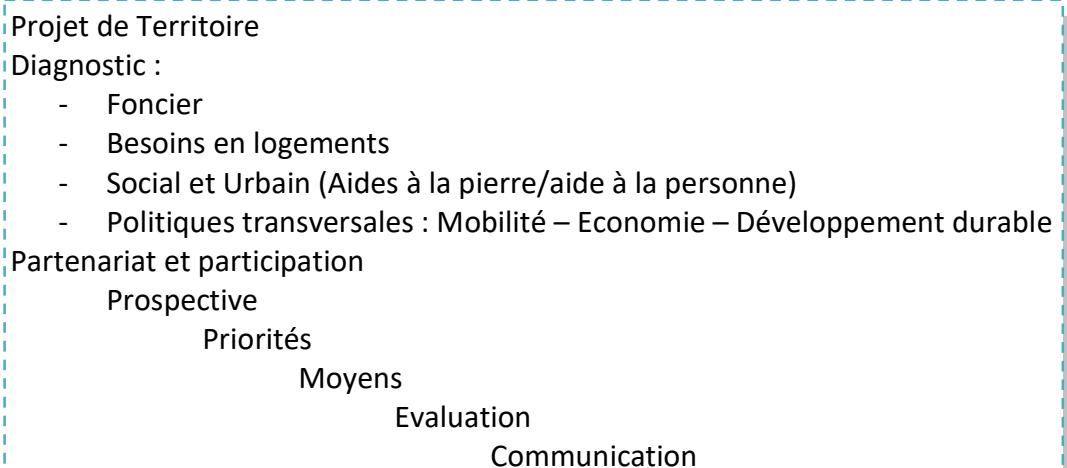 Projet de Territoire
Diagnostic :
- Foncier
- Besoins en logements
- Social et Urbain (Aides à la pierre/aide à la personne)
- Politiques transversales : Mobilité – Economie – Développement durable
Partenariat et participation
Prospective
Priorités
Moyens
Evaluation
Communication